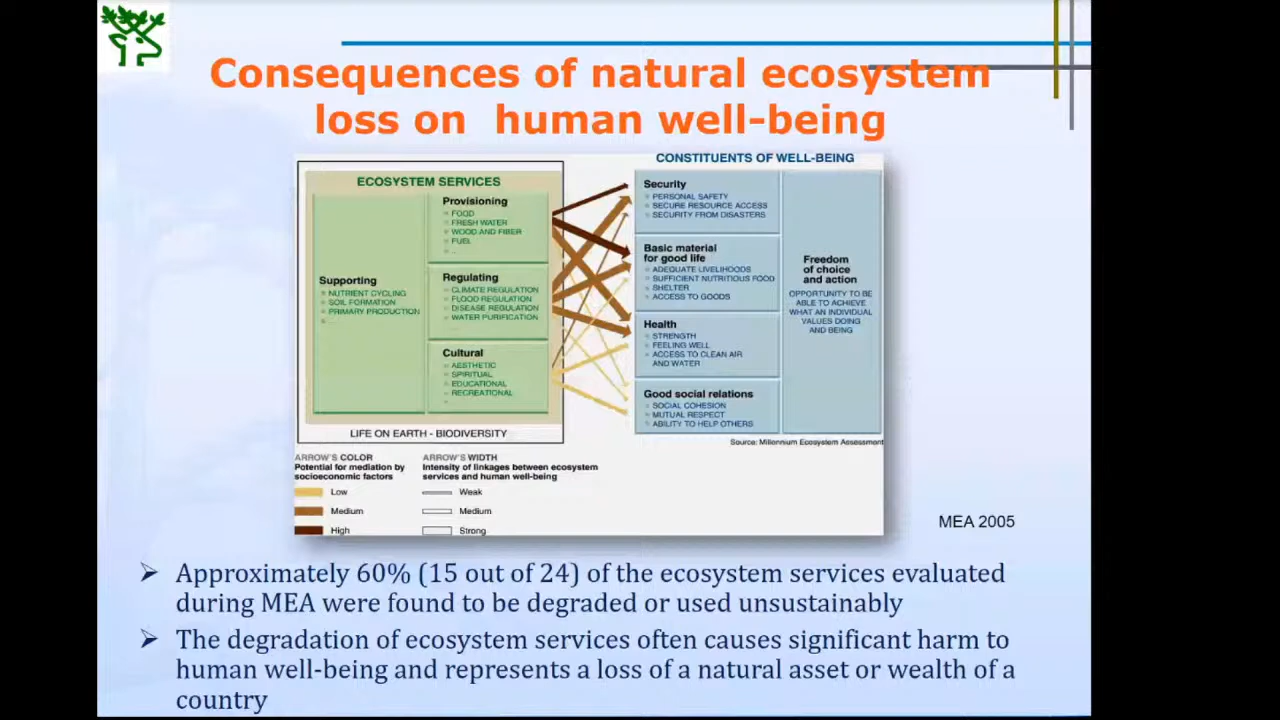 Consequences of natural ecosystem
loss on human well-being
CONSTITUENTS OF WELL-BEING
ECOSYSTEM SERVICES
Supporting
NUTRIENT CYCLING
SOIL FORMATION
PRIMARY PRODUCTION
...
Provisioning
FOOD
FRESH WATER
WOOD AND FIBER
FUEL
...
Regulating
CLIMATE REGULATION
FLOOD REGULATION
DISEASE REGULATION
WATER PURIFICATION
...
Cultural
AESTHETIC
SPIRITUAL
EDUCATIONAL
RECREATIONAL
...
LIFE ON EARTH - BIODIVERSITY
Security
PERSONAL SAFETY
SECURE RESOURCE ACCESS
SECURITY FROM DISASTERS
Basic material
for good life
ADEQUATE LIVELIHOODS
SUFFICIENT NUTRITIOUS FOOD
SHELTER
ACCESS TO GOODS
Health
STRENGTH
FEELING WELL
ACCESS TO CLEAN AIR
AND WATER
Good social relations
SOCIAL COHESION
MUTUAL RESPECT
ABILITY TO HELP OTHERS
Freedom
of choice
and action
OPPORTUNITY TO BE
ABLE TO ACHIEVE
WHAT AN INDIVIDUAL
VALUES DOING
AND BEING
Source: Millennium Ecosystem Assessment
ARROW'S COLOR
Potential for mediation by
socioeconomic factors
Low
Medium
High
ARROW'S WIDTH
Intensity of linkages between ecosystem
services and human well-being
Weak
Medium
Strong
MEA 2005
➢ Approximately 60% (15 out of 24) of the ecosystem services evaluated
during MEA were found to be degraded or used unsustainably
➢ The degradation of ecosystem services often causes significant harm to
human well-being and represents a loss of a natural asset or wealth of a
country